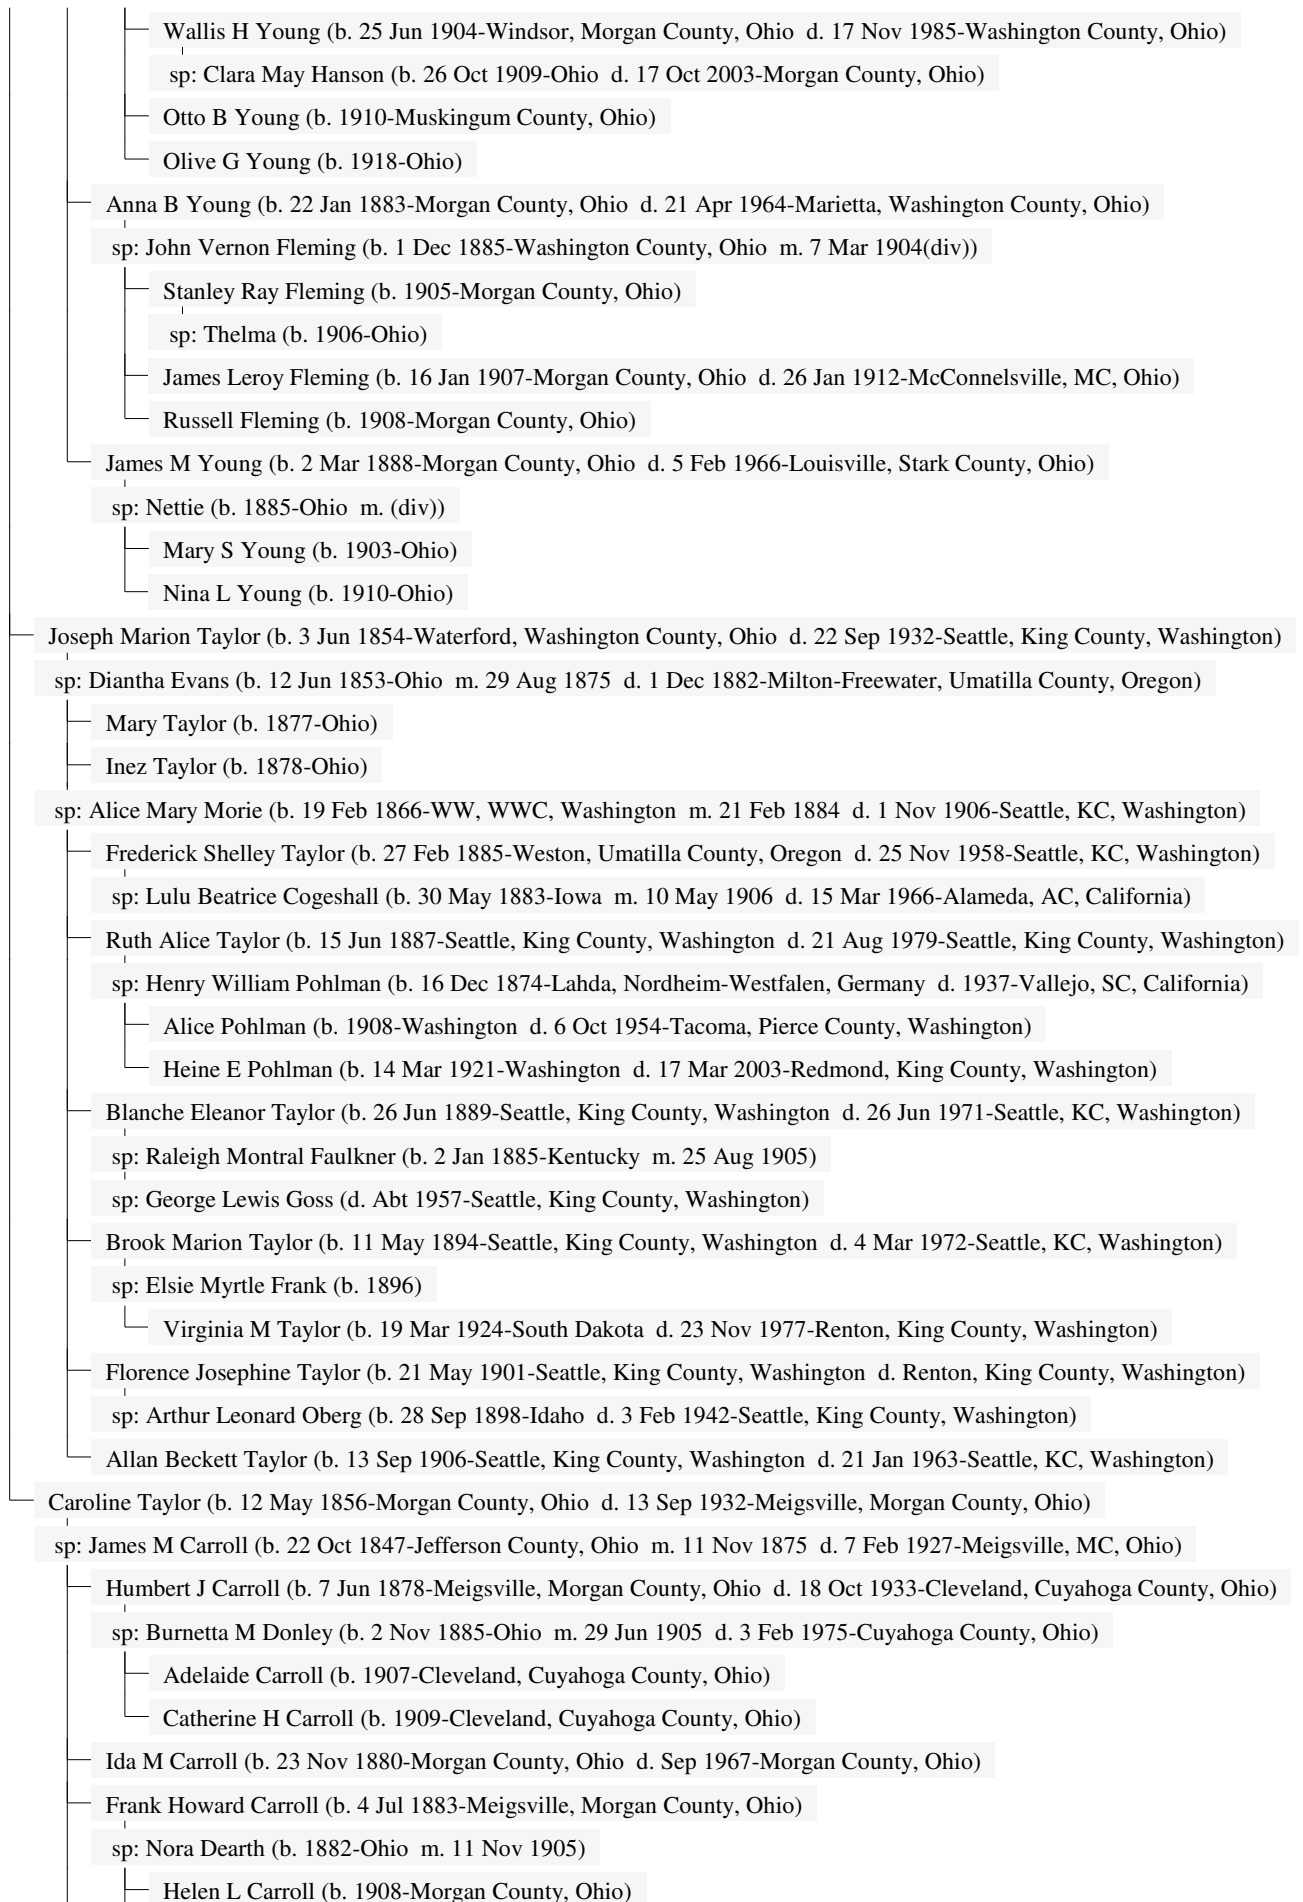 Wallis H Young (b. 25 Jun 1904-Windsor, Morgan County, Ohio d. 17 Nov 1985-Washington County, Ohio)
sp: Clara May Hanson (b. 26 Oct 1909-Ohio d. 17 Oct 2003-Morgan County, Ohio)
Otto B Young (b. 1910-Muskingum County, Ohio)
Olive G Young (b. 1918-Ohio)
Anna B Young (b. 22 Jan 1883-Morgan County, Ohio d. 21 Apr 1964-Marietta, Washington County, Ohio)
sp: John Vernon Fleming (b. 1 Dec 1885-Washington County, Ohio m. 7 Mar 1904(div))
Stanley Ray Fleming (b. 1905-Morgan County, Ohio)
sp: Thelma (b. 1906-Ohio)
James Leroy Fleming (b. 16 Jan 1907-Morgan County, Ohio d. 26 Jan 1912-McConnelsville, MC, Ohio)
Russell Fleming (b. 1908-Morgan County, Ohio)
James M Young (b. 2 Mar 1888-Morgan County, Ohio d. 5 Feb 1966-Louisville, Stark County, Ohio)
sp: Nettie (b. 1885-Ohio m. (div))
Mary S Young (b. 1903-Ohio)
Nina L Young (b. 1910-Ohio)
Joseph Marion Taylor (b. 3 Jun 1854-Waterford, Washington County, Ohio d. 22 Sep 1932-Seattle, King County, Washington)
sp: Diantha Evans (b. 12 Jun 1853-Ohio m. 29 Aug 1875 d. 1 Dec 1882-Milton-Freewater, Umatilla County, Oregon)
Mary Taylor (b. 1877-Ohio)
Inez Taylor (b. 1878-Ohio)
sp: Alice Mary Morie (b. 19 Feb 1866-WW, WWC, Washington m. 21 Feb 1884 d. 1 Nov 1906-Seattle, KC, Washington)
Frederick Shelley Taylor (b. 27 Feb 1885-Weston, Umatilla County, Oregon d. 25 Nov 1958-Seattle, KC, Washington)
sp: Lulu Beatrice Cogeshall (b. 30 May 1883-Iowa m. 10 May 1906 d. 15 Mar 1966-Alameda, AC, California)
Ruth Alice Taylor (b. 15 Jun 1887-Seattle, King County, Washington d. 21 Aug 1979-Seattle, King County, Washington)
sp: Henry William Pohlman (b. 16 Dec 1874-Lahda, Nordheim-Westfalen, Germany d. 1937-Vallejo, SC, California)
Alice Pohlman (b. 1908-Washington d. 6 Oct 1954-Tacoma, Pierce County, Washington)
Heine E Pohlman (b. 14 Mar 1921-Washington d. 17 Mar 2003-Redmond, King County, Washington)
Blanche Eleanor Taylor (b. 26 Jun 1889-Seattle, King County, Washington d. 26 Jun 1971-Seattle, KC, Washington)
sp: Raleigh Montral Faulkner (b. 2 Jan 1885-Kentucky m. 25 Aug 1905)
sp: George Lewis Goss (d. Abt 1957-Seattle, King County, Washington)
Brook Marion Taylor (b. 11 May 1894-Seattle, King County, Washington d. 4 Mar 1972-Seattle, KC, Washington)
sp: Elsie Myrtle Frank (b. 1896)
Virginia M Taylor (b. 19 Mar 1924-South Dakota d. 23 Nov 1977-Renton, King County, Washington)
Florence Josephine Taylor (b. 21 May 1901-Seattle, King County, Washington d. Renton, King County, Washington)
sp: Arthur Leonard Oberg (b. 28 Sep 1898-Idaho d. 3 Feb 1942-Seattle, King County, Washington)
Allan Beckett Taylor (b. 13 Sep 1906-Seattle, King County, Washington d. 21 Jan 1963-Seattle, KC, Washington)
Caroline Taylor (b. 12 May 1856-Morgan County, Ohio d. 13 Sep 1932-Meigsville, Morgan County, Ohio)
sp: James M Carroll (b. 22 Oct 1847-Jefferson County, Ohio m. 11 Nov 1875 d. 7 Feb 1927-Meigsville, MC, Ohio)
Humbert J Carroll (b. 7 Jun 1878-Meigsville, Morgan County, Ohio d. 18 Oct 1933-Cleveland, Cuyahoga County, Ohio)
sp: Burnetta M Donley (b. 2 Nov 1885-Ohio m. 29 Jun 1905 d. 3 Feb 1975-Cuyahoga County, Ohio)
Adelaide Carroll (b. 1907-Cleveland, Cuyahoga County, Ohio)
Catherine H Carroll (b. 1909-Cleveland, Cuyahoga County, Ohio)
Ida M Carroll (b. 23 Nov 1880-Morgan County, Ohio d. Sep 1967-Morgan County, Ohio)
Frank Howard Carroll (b. 4 Jul 1883-Meigsville, Morgan County, Ohio)
sp: Nora Dearth (b. 1882-Ohio m. 11 Nov 1905)
Helen L Carroll (b. 1908-Morgan County, Ohio)